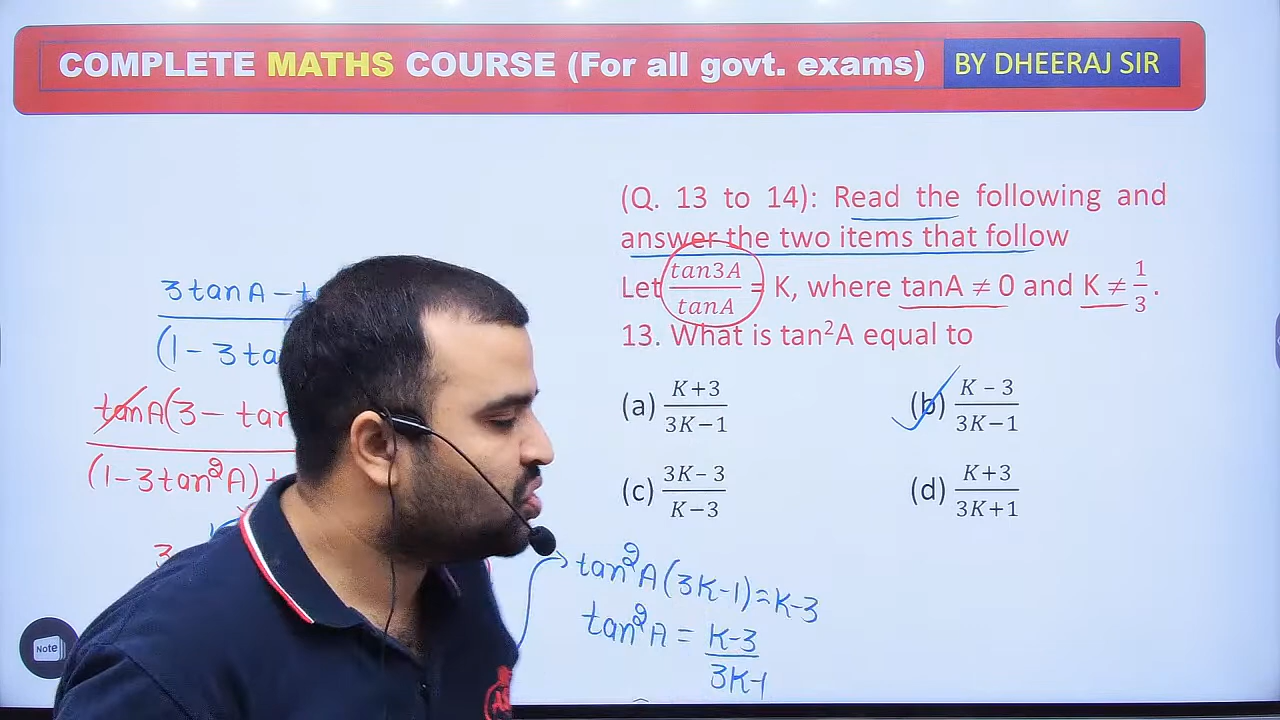 COMPLETE MATHS COURSE (For all govt. exams) BY DHEERAJ SIR
(Q. 13 to 14): Read the following and
answer the two items that follow
Let tan3A/tanA = K, where tanA ≠ 0 and K ≠ 1/3.
13. What is tan²A equal to
(a) K+3/3K−1 (b) K – 3/3K−1
(c) 3K– 3/K−3 (d) K+3/3K+1
3tanA −
(1−3ta
tanA(3− tan
(1−3tan²A)
3
tan²A(3K-1)=K-3
tan²A = K-3/3K-1
Note